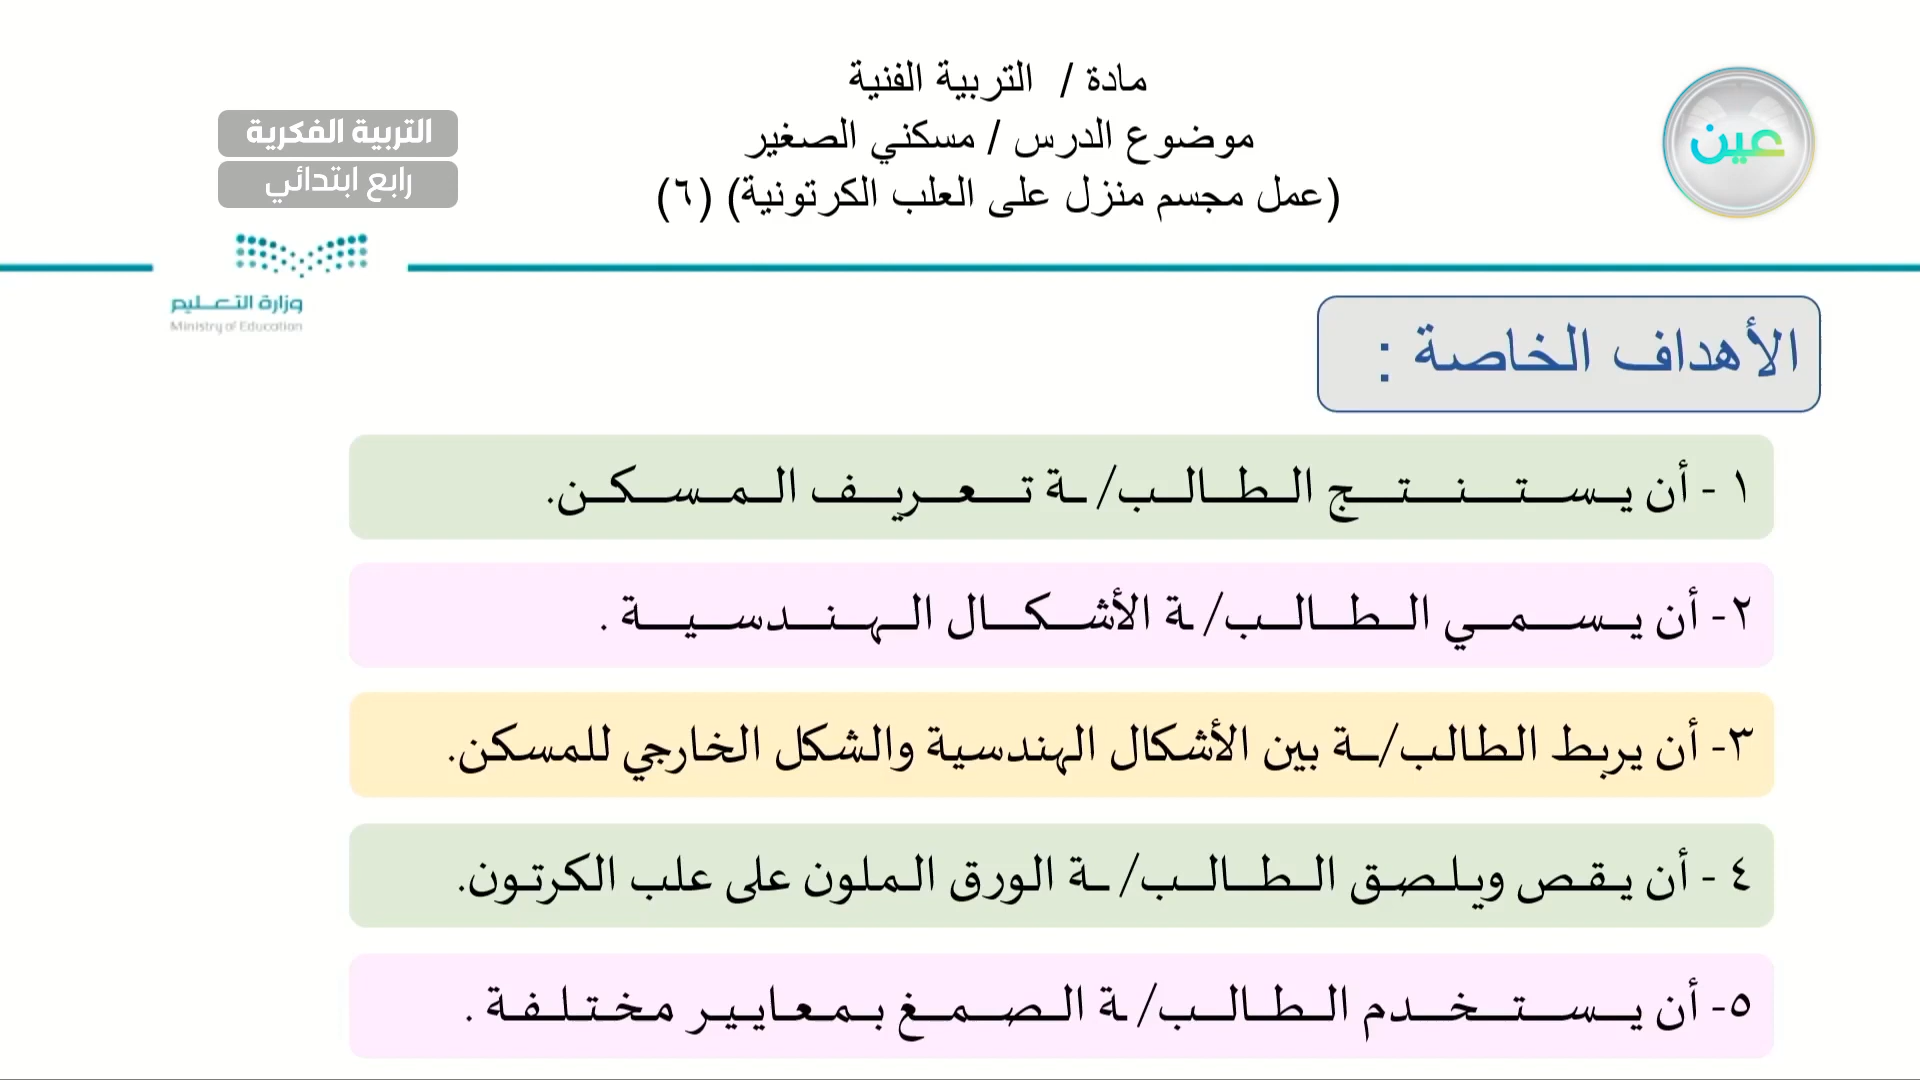 مادة / التربية الفنية
موضوع الدرس / مسكني الصغير
(عمل مجسم منزل على العلب الكرتونية) (٦)
عين
التربية الفكرية
رابع ابتدائي
وزارة التعليم
Ministry of Education
الأهداف الخاصة :
١ - أن يستنتج الطالب/ ـة تعريف المسكن.
٢- أن يسمي الطالب/ ـة الأشكال الهندسية .
٣- أن يربط الطالب/ـة بين الأشكال الهندسية والشكل الخارجي للمسكن.
٤ - أن يقص ويلصق الطالب/ ـة الورق الملون على علب الكرتون.
٥- أن يستخدم الطالب/ ـة الصمغ بمعايير مختلفة .